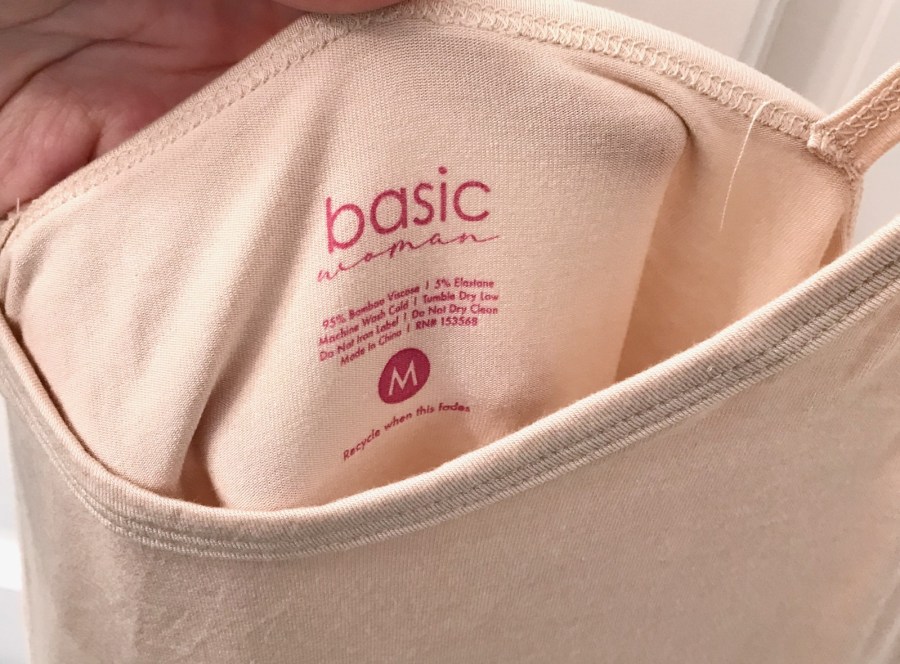 basic
woman
95% Bamboo Viscose | 5% Elastane
Machine Wash Cold | Tumble Dry Low
Do Not Iron Label | Do Not Dry Clean
Made in China | RN# 153568
M
Recycle when this fades